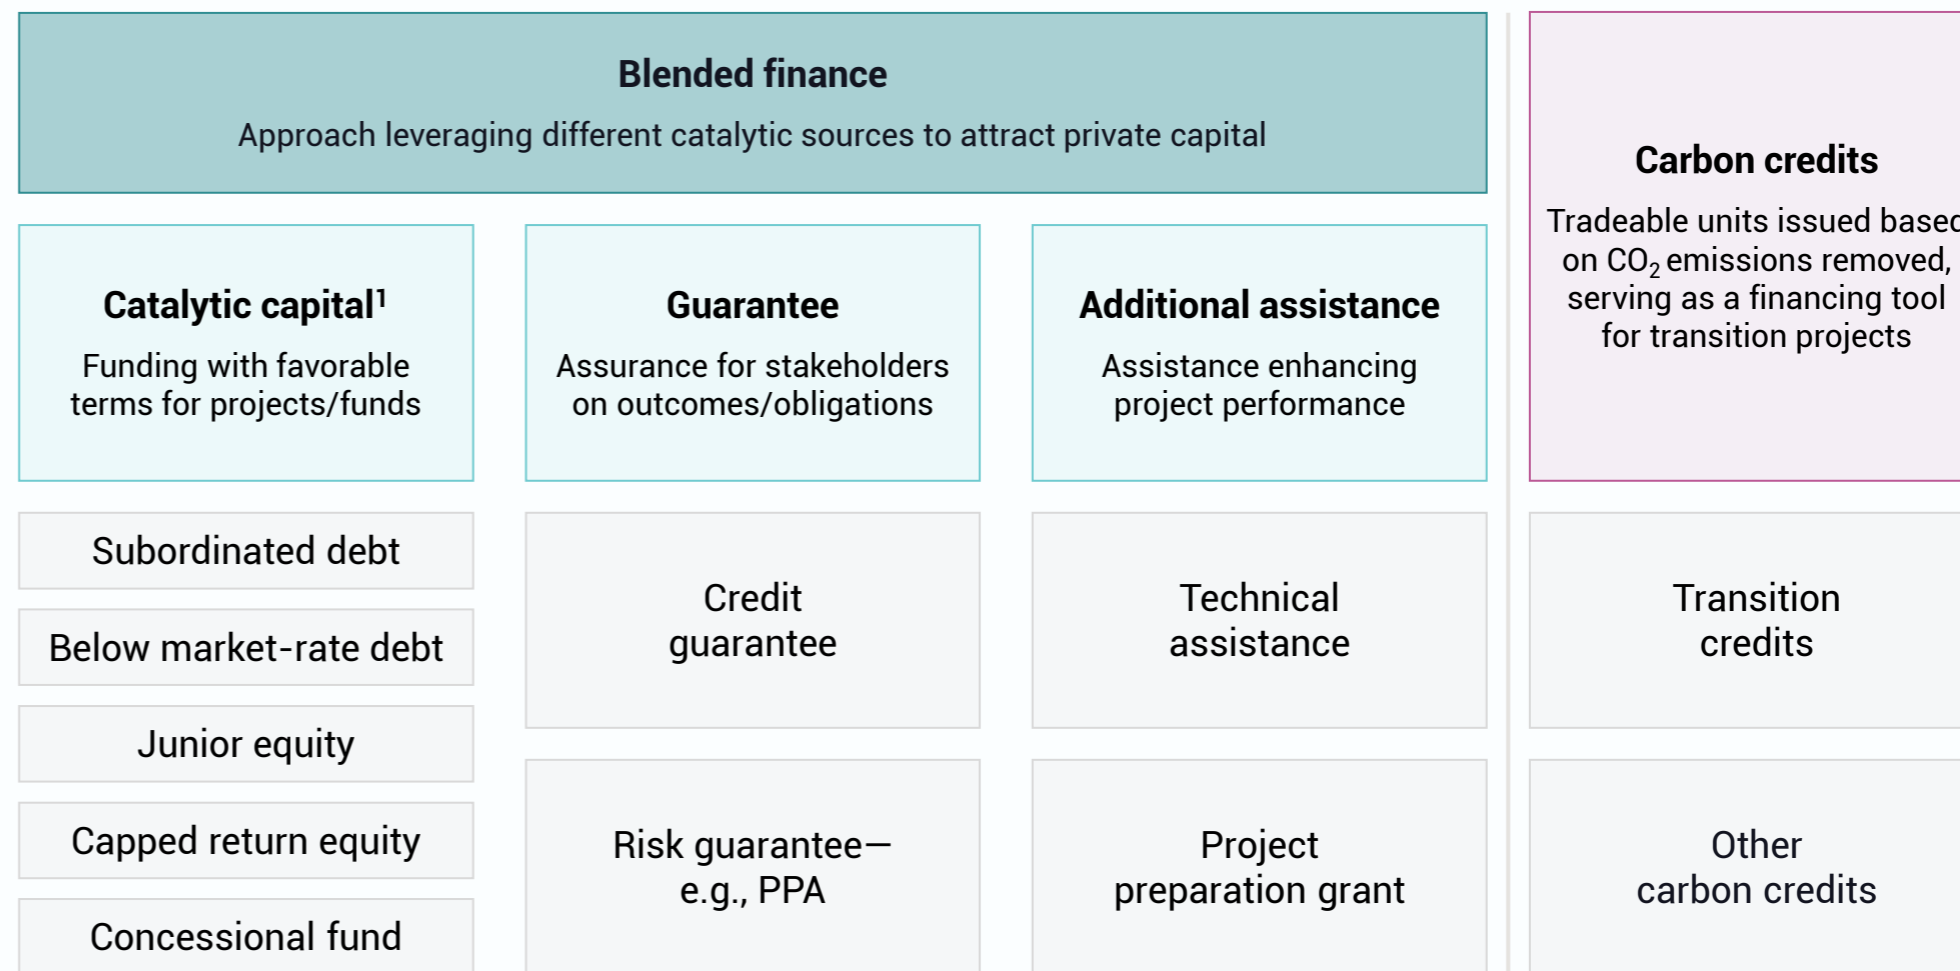 Blended finance
Approach leveraging different catalytic sources to attract private capital
Catalytic capital¹
Funding with favorable
terms for projects/funds
Subordinated debt
Below market-rate debt
Junior equity
Capped return equity
Concessional fund
Guarantee
Assurance for stakeholders
on outcomes/obligations
Credit
guarantee
Risk guarantee—
e.g., PPA
Additional assistance
Assistance enhancing
project performance
Technical
assistance
Project
preparation grant
Carbon credits
Tradeable units issued based
on CO₂ emissions removed,
serving as a financing tool
for transition projects
Transition
credits
Other
carbon credits